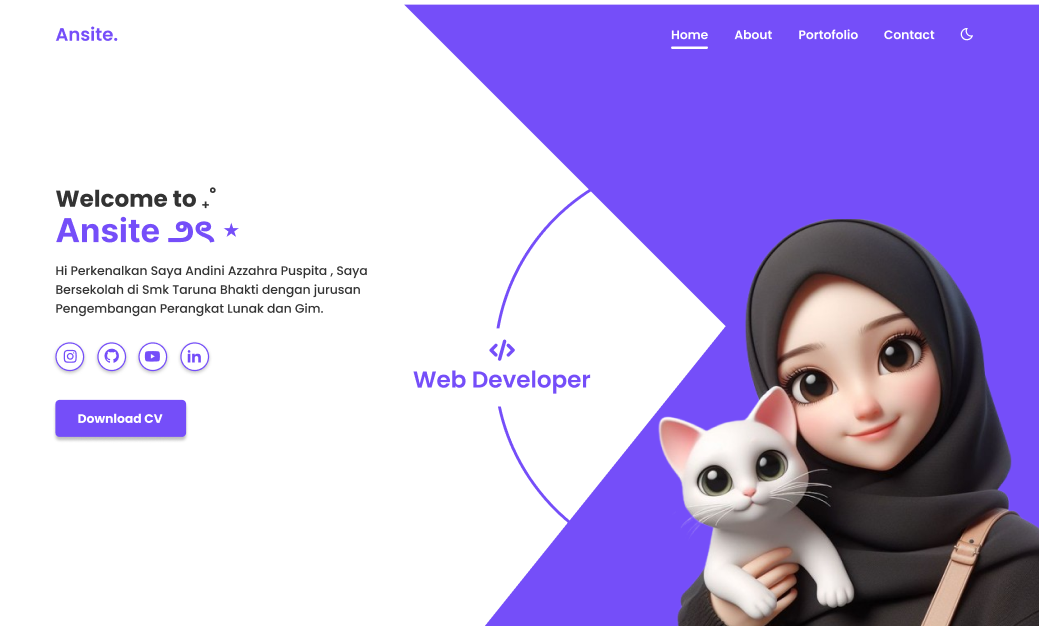 Ansite.
Home About Portofolio Contact
Welcome to ₊˚
Ansite ୨ৎ ★
Hi Perkenalkan Saya Andini Azzahra Puspita , Saya
Bersekolah di Smk Taruna Bhakti dengan jurusan
Pengembangan Perangkat Lunak dan Gim.
</>
Web Developer
Download CV